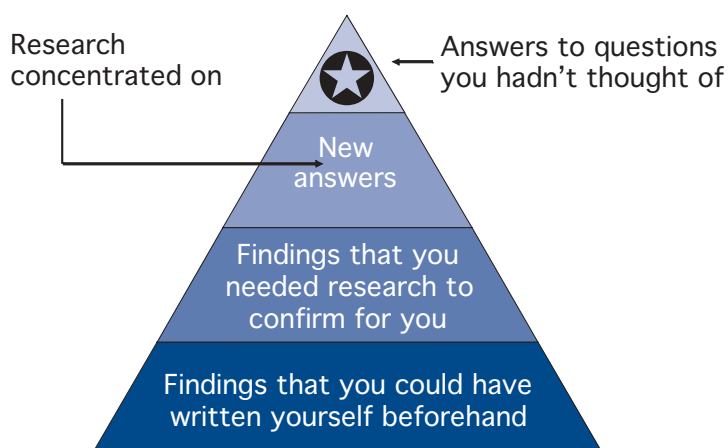 Research
concentrated on
Answers to questions
you hadn't thought of
New
answers
Findings that you
needed research to
confirm for you
Findings that you could have
written yourself beforehand